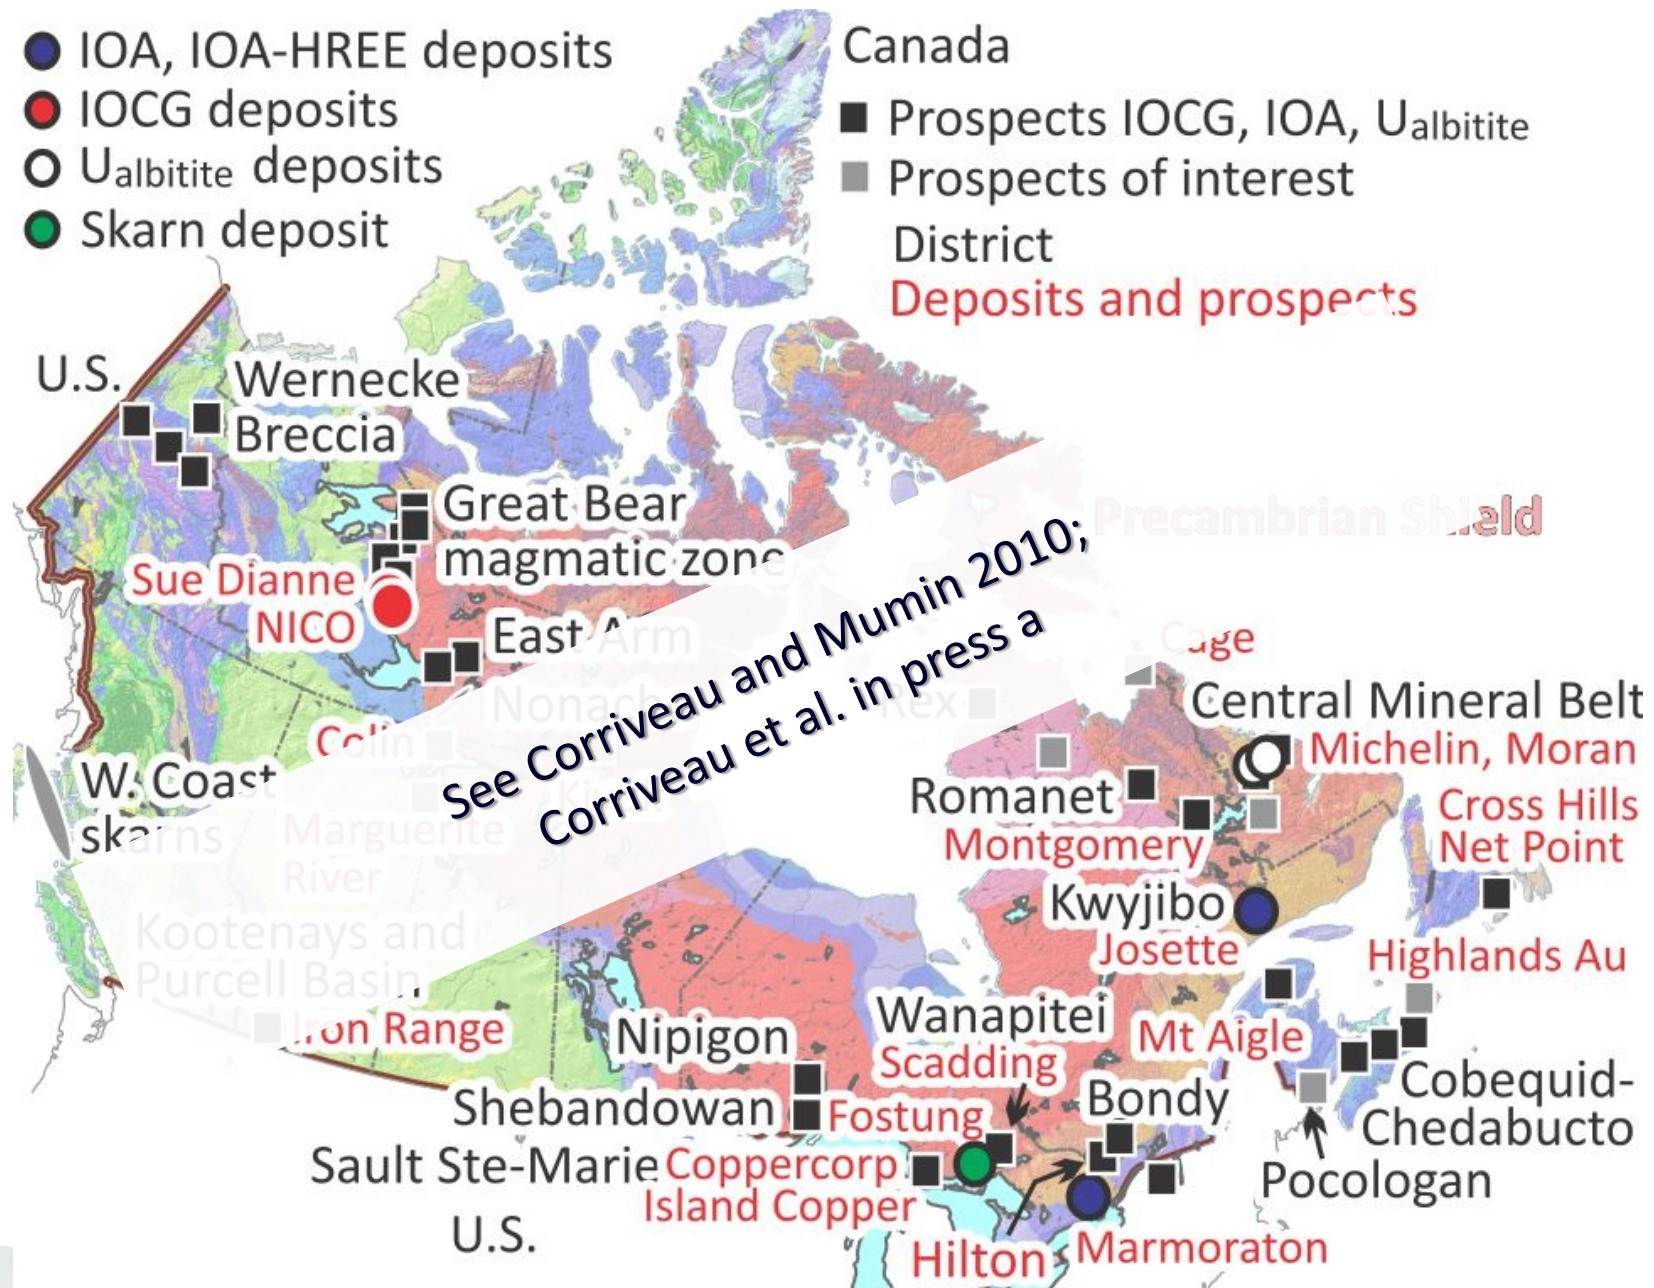 IOA, IOA-HREE deposits
IOCG deposits
Ualbitite deposits
Skarn deposit
Canada
Prospects IOCG, IOA, Ualbitite
Prospects of interest
District
Deposits and prospects
U.S.
Wernecke
Breccia
Great Bear
magmatic zone
Sue Dianne
NICO
East Arm
Precambrian Shield
See Corriveau and Mumin 2010;
Corriveau et al. in press a
Rex
Colin
W. Coast
skarns
Marguerite
River
Kootenays and
Purcell Basin
Iron Range
Central Mineral Belt
Michelin, Moran
Romanet
Montgomery
Cross Hills
Net Point
Kwyjibo
Josette
Highlands Au
Nipigon
Wanapitei
Scadding
Mt Aigle
Shebandowan
Fostung
Bondy
Cobequid-
Chedabucto
Sault Ste-Marie
Coppercorp
Island Copper
Pocologan
U.S.
Hilton
Marmoraton